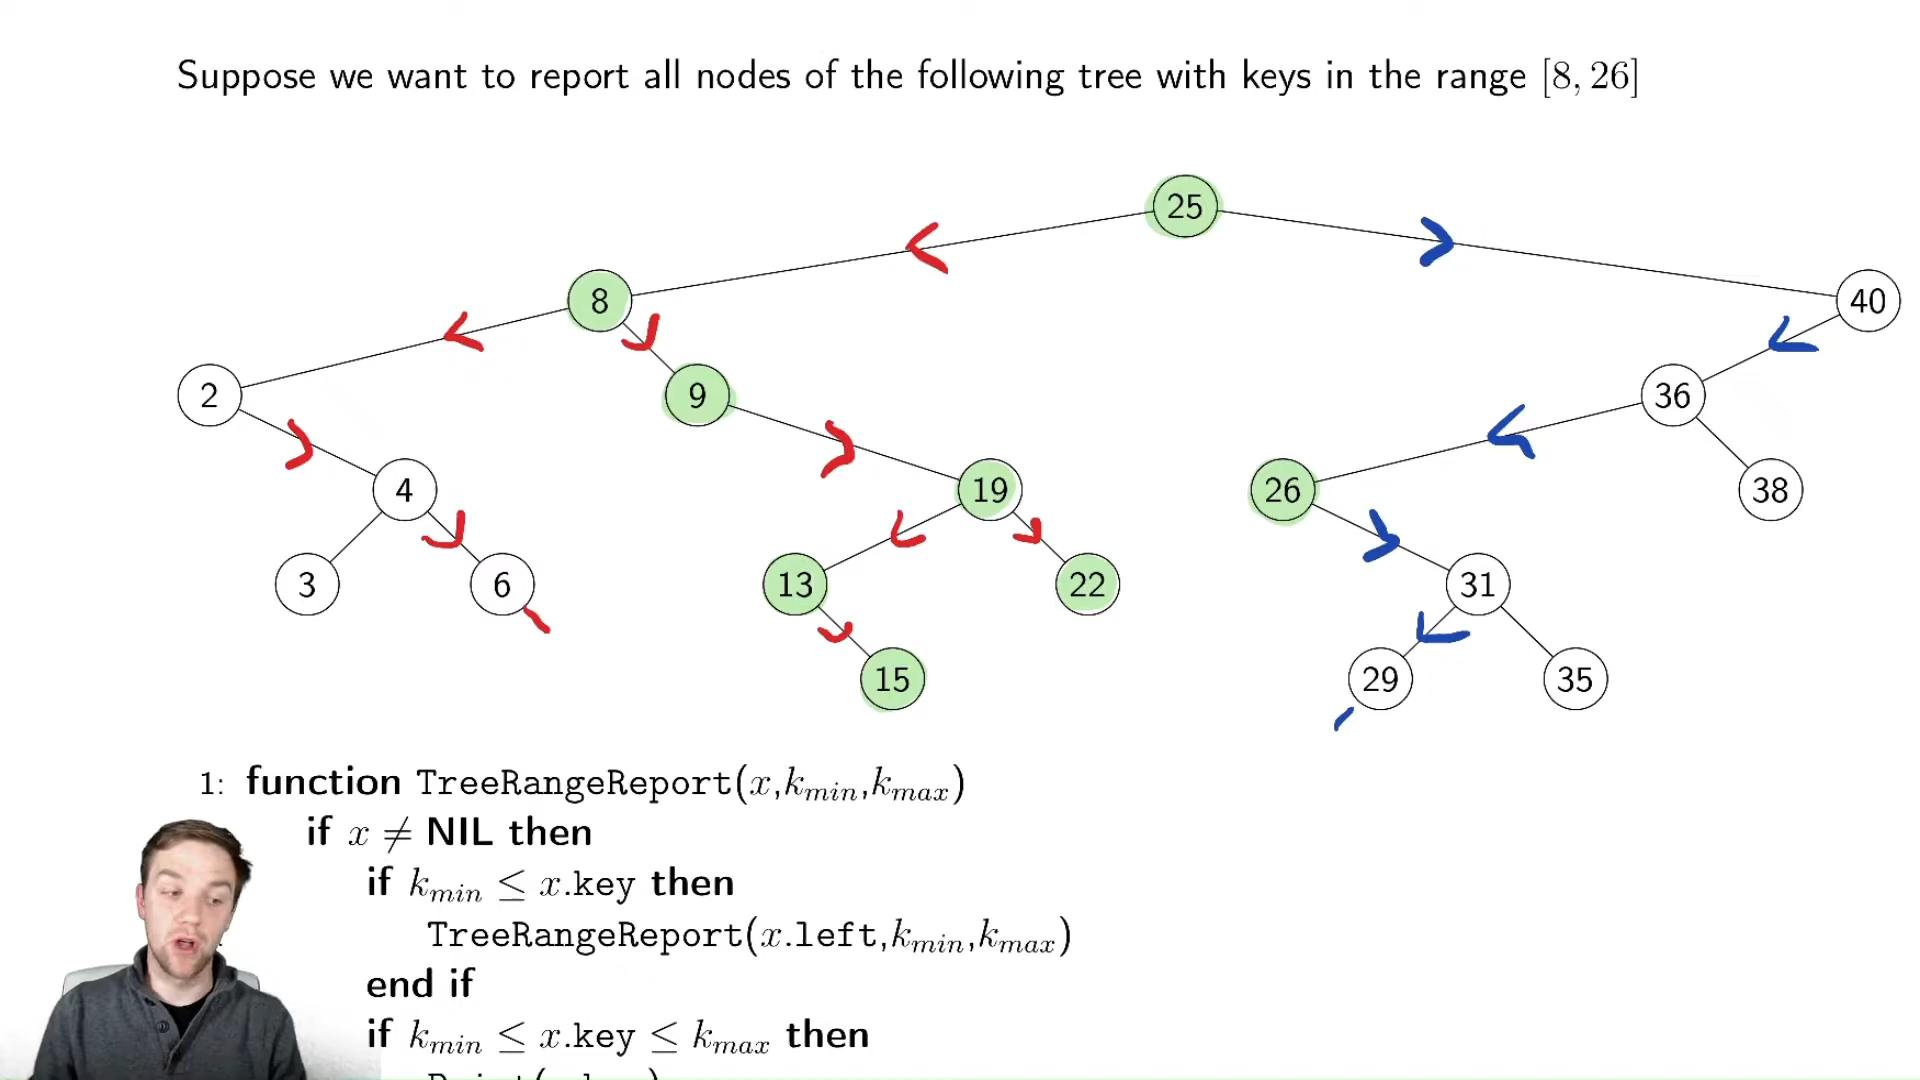 Suppose we want to report all nodes of the following tree with keys in the range [8, 26]
25
8
40
2
9
36
4
19
26
38
3
6
13
22
31
15
29
35
1: function TreeRangeReport(x,kmin,kmax)
if x ≠ NIL then
if kmin ≤ x.key then
TreeRangeReport(x.left,kmin,kmax)
end if
if kmin ≤ x.key ≤ kmax then